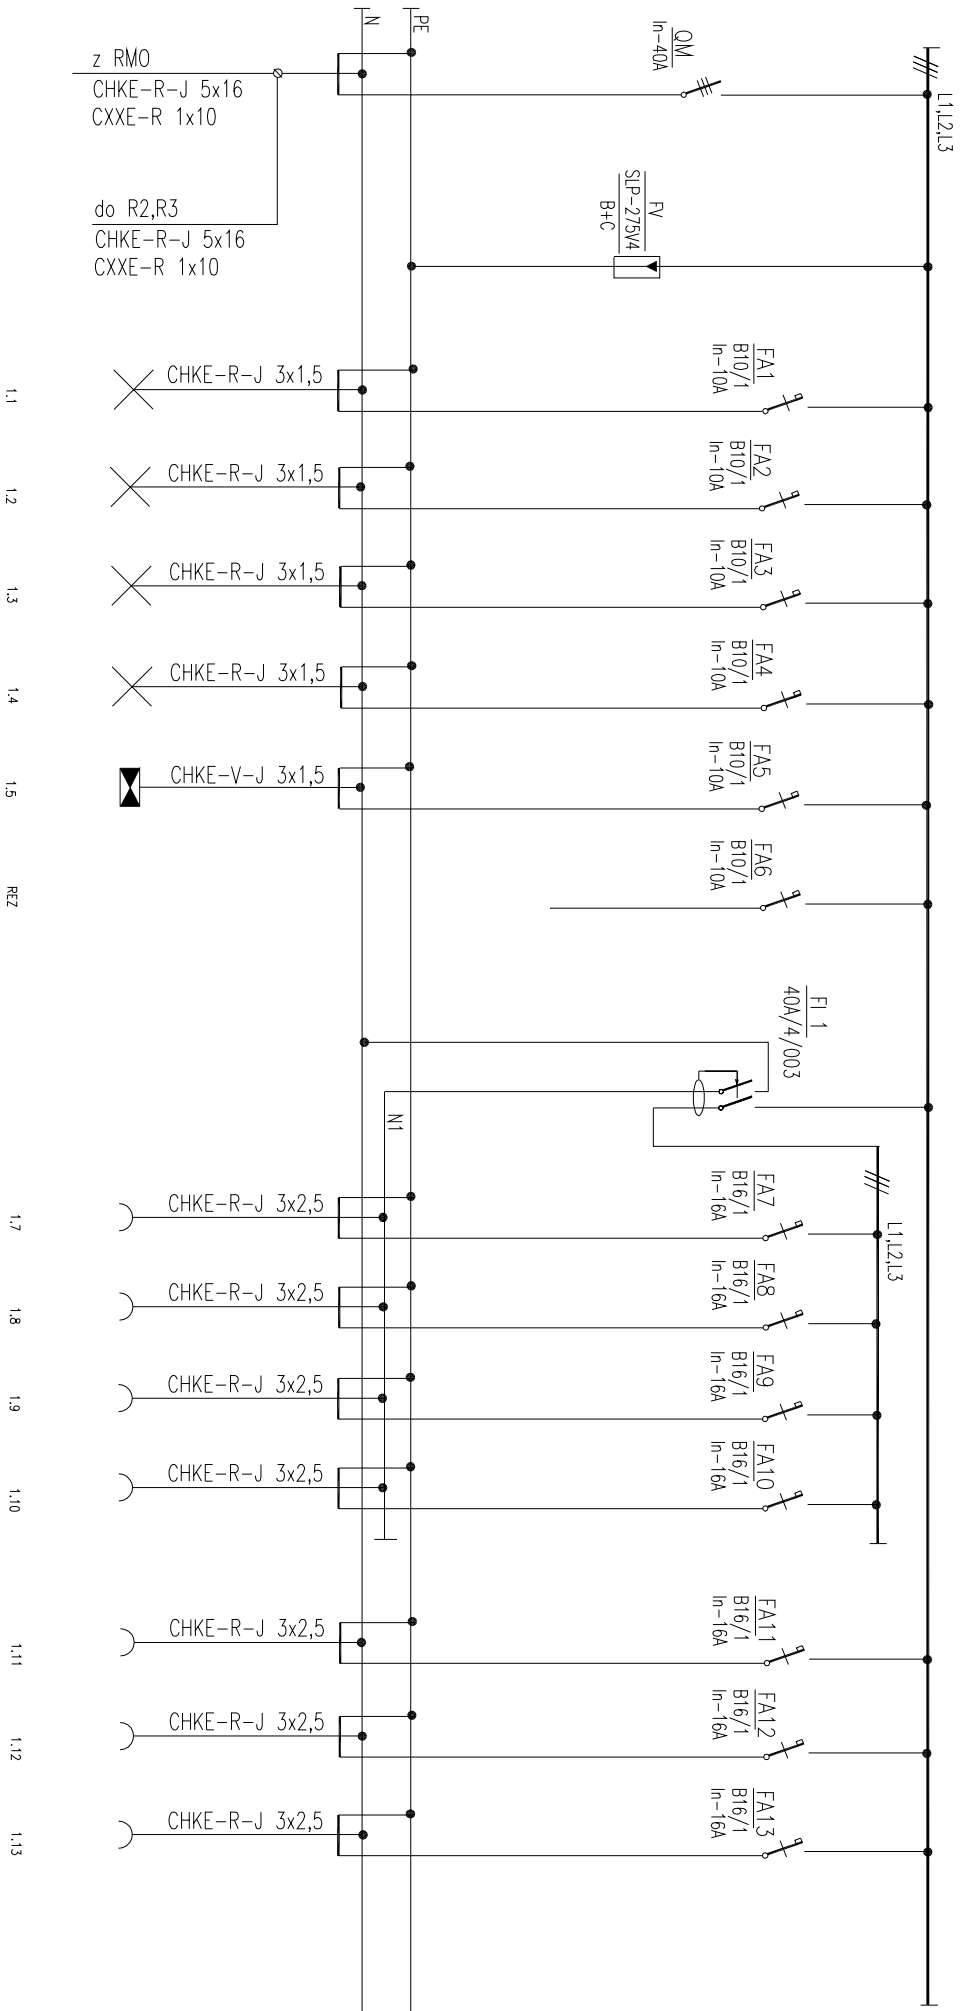 N
PE
QM
In-40A
L1,L2,L3
z RMO
CHKE-R-J 5x16
CXXE-R 1x10
do R2,R3
CHKE-R-J 5x16
CXXE-R 1x10
FV
SLP-275V4
B+C
FA1
B10/1
In-10A
CHKE-R-J 3x1,5
1.1
FA2
B10/1
In-10A
CHKE-R-J 3x1,5
1.2
FA3
B10/1
In-10A
CHKE-R-J 3x1,5
1.3
FA4
B10/1
In-10A
CHKE-R-J 3x1,5
1.4
FA5
B10/1
In-10A
CHKE-V-J 3x1,5
1.5
FA6
B10/1
In-10A
REZ
FI 1
40A/4/003
N1
L1,L2,L3
FA7
B16/1
In-16A
CHKE-R-J 3x2,5
1.7
FA8
B16/1
In-16A
CHKE-R-J 3x2,5
1.8
FA9
B16/1
In-16A
CHKE-R-J 3x2,5
1.9
FA10
B16/1
In-16A
CHKE-R-J 3x2,5
1.10
FA11
B16/1
In-16A
CHKE-R-J 3x2,5
1.11
FA12
B16/1
In-16A
CHKE-R-J 3x2,5
1.12
FA13
B16/1
In-16A
CHKE-R-J 3x2,5
1.13